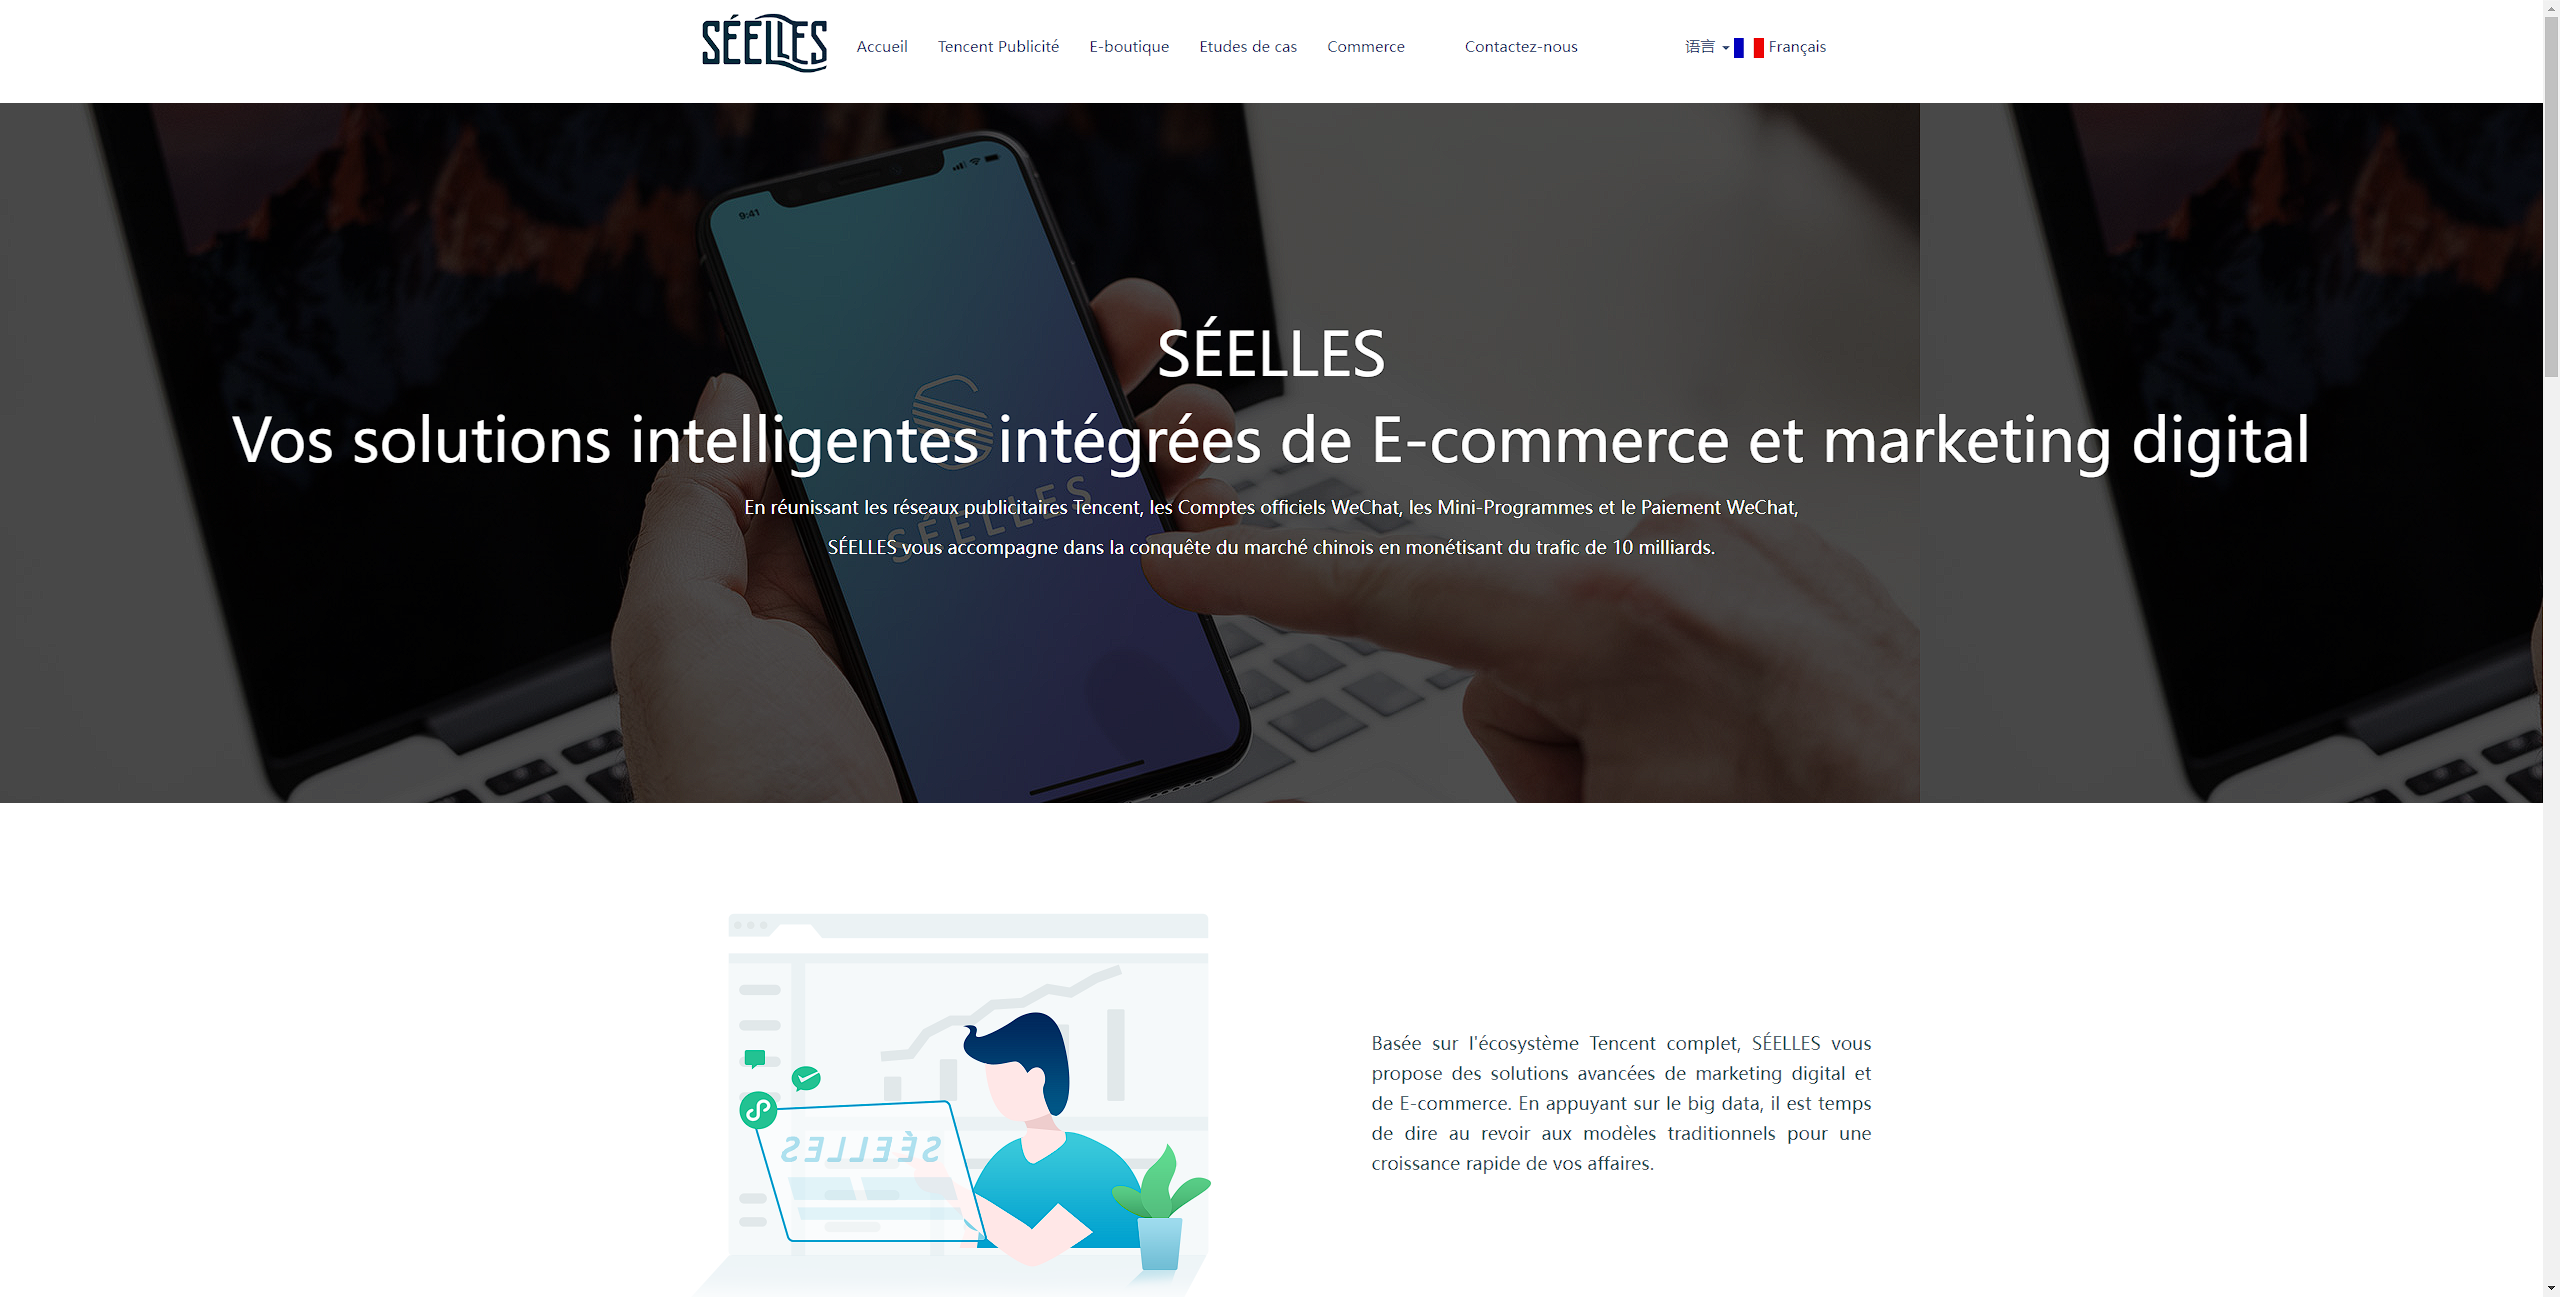 SÉELLES
Accueil Tencent Publicité E-boutique Etudes de cas Commerce Contactez-nous 语言 Français
9:41
SÉELLES
Vos solutions intelligentes intégrées de E-commerce et marketing digital
En réunissant les réseaux publicitaires Tencent, les Comptes officiels WeChat, les Mini-Programmes et le Paiement WeChat,
SÉELLES vous accompagne dans la conquête du marché chinois en monétisant du trafic de 10 milliards.
SÉELLES
SÉELLES
Basée sur l'écosystème Tencent complet, SÉELLES vous
propose des solutions avancées de marketing digital et
de E-commerce. En appuyant sur le big data, il est temps
de dire au revoir aux modèles traditionnels pour une
croissance rapide de vos affaires.